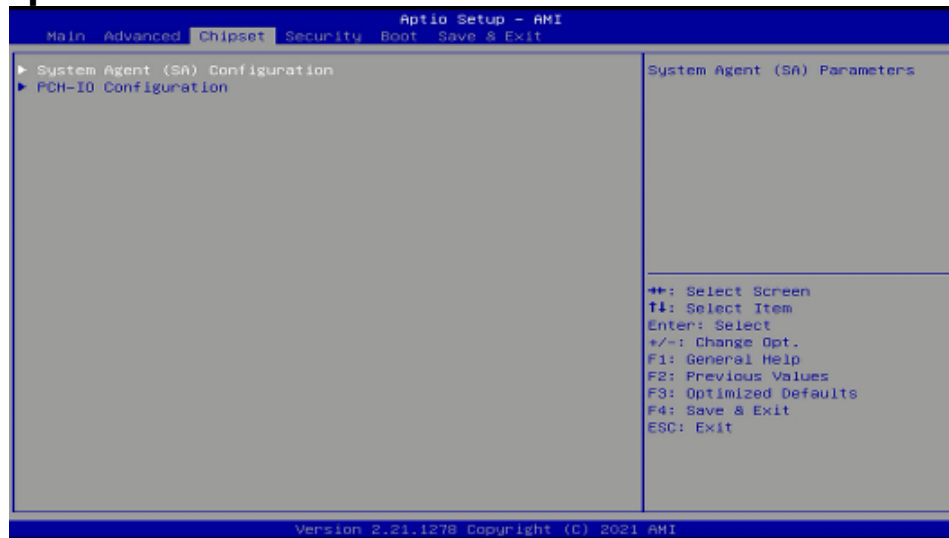 Aptio Setup - AMI
Main Advanced Chipset Security Boot Save & Exit
▶ System Agent (SA) Configuration
▶ PCH-IO Configuration
System Agent (SA) Parameters
→←: Select Screen
↑↓: Select Item
Enter: Select
+/-: Change Opt.
F1: General Help
F2: Previous Values
F3: Optimized Defaults
F4: Save & Exit
ESC: Exit
Version 2.21.1278 Copyright (C) 2021 AMI